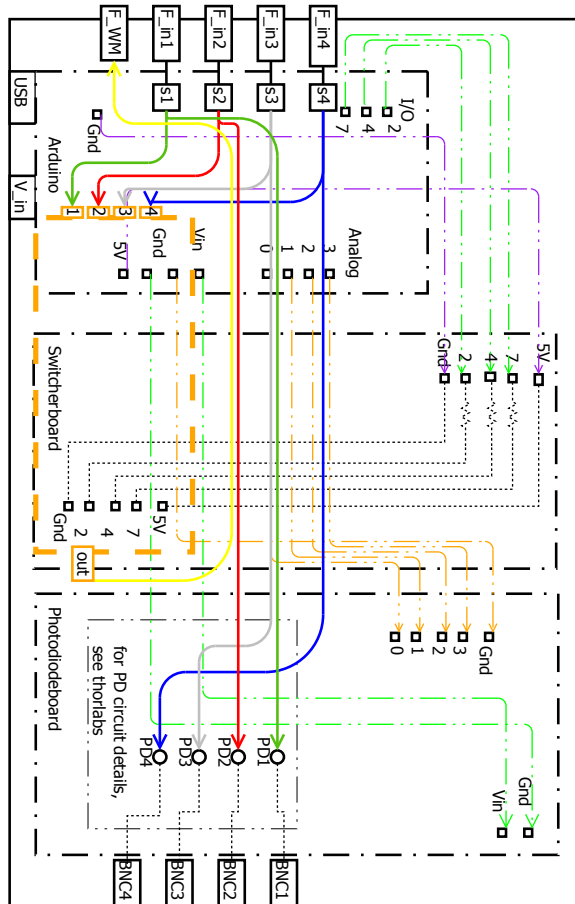 F_WM
F_in1
F_in2
F_in3
F_in4
s1
s2
s3
s4
USB
V_in
Arduino
Gnd
I/O
7
4
2
1
2
3
4
5V
Gnd
Vin
Analog
0
1
2
3
Switcherboard
Gnd
2
4
7
5V
Gnd
2
4
7
5V
out
Photodiodeboard
for PD circuit details,
see thorlabs
0
1
2
3
Gnd
PD4
PD3
PD2
PD1
Vin
Gnd
BNC4
BNC3
BNC2
BNC1